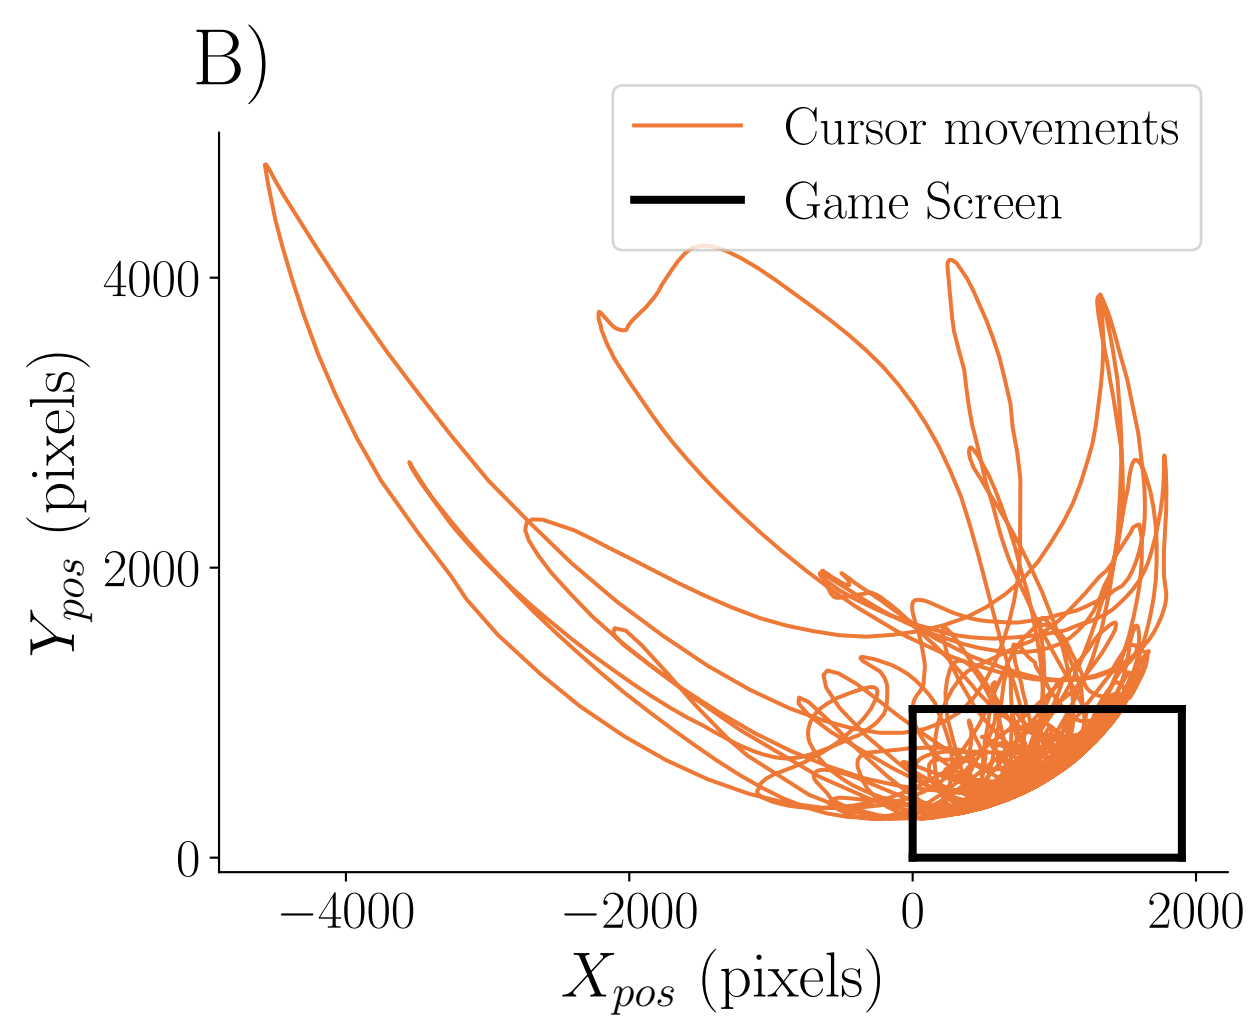 B)
Cursor movements
Game Screen
4000
2000
0
Y_pos (pixels)
−4000
−2000
0
2000
X_pos (pixels)